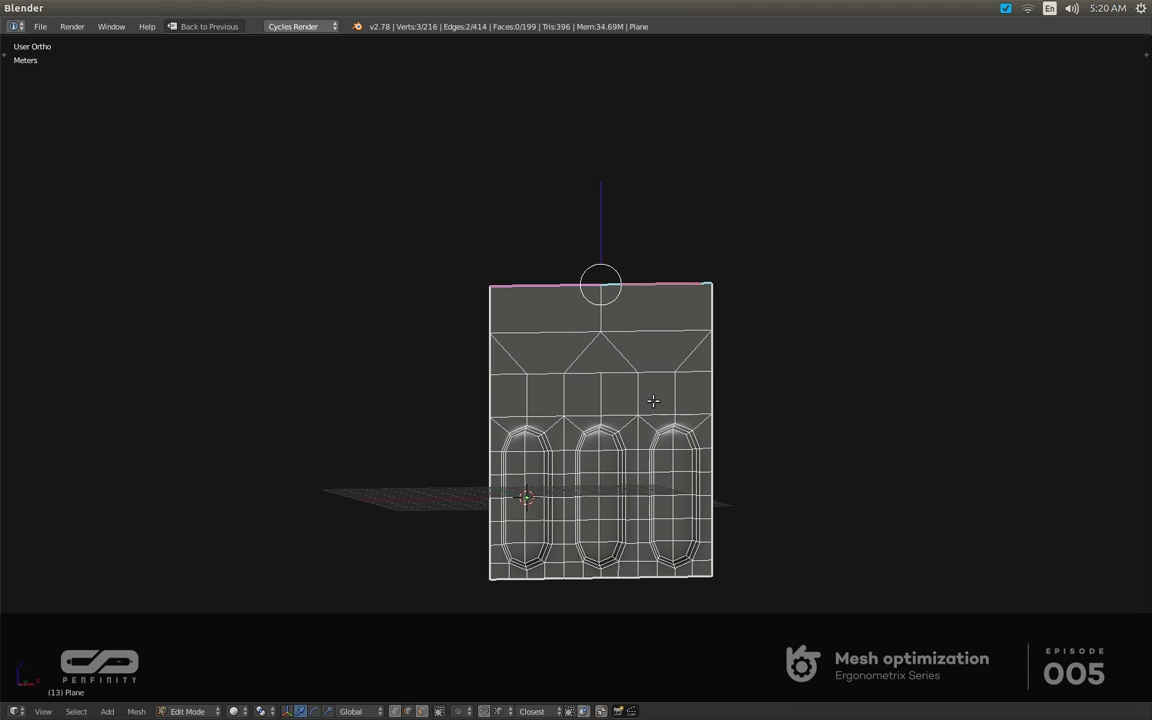 Blender
En
5:20 AM
File Render Window Help Back to Previous Cycles Render v2.78 | Verts:3/216 | Edges:2/414 | Faces:0/199 | Tris:396 | Mem:34.69M | Plane
User Ortho
Meters
PENFINITY
Mesh optimization
Ergonometrix Series
EPISODE
005
(13) Plane
View Select Add Mesh Edit Mode Global Closest